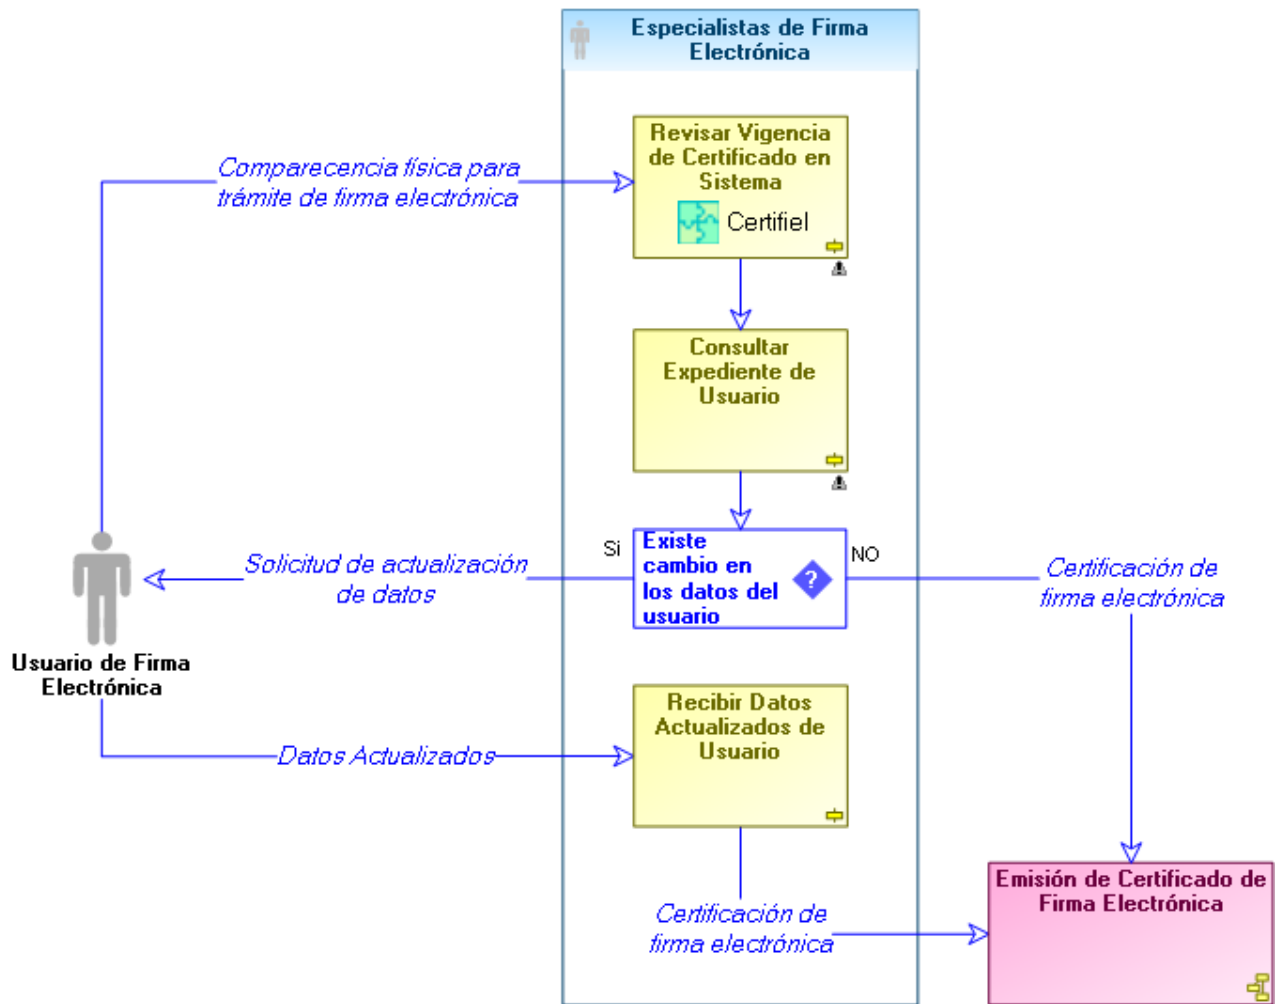 Especialistas de Firma
Electrónica
Revisar Vigencia
de Certificado en
Sistema
Certifiel
Comparecencia física para
trámite de firma electrónica
Consultar
Expediente de
Usuario
Si
Existe
cambio en
los datos del
usuario
?
NO
Solicitud de actualización
de datos
Certificación de
firma electrónica
Usuario de Firma
Electrónica
Recibir Datos
Actualizados de
Usuario
Datos Actualizados
Certificación de
firma electrónica
Emisión de Certificado de
Firma Electrónica